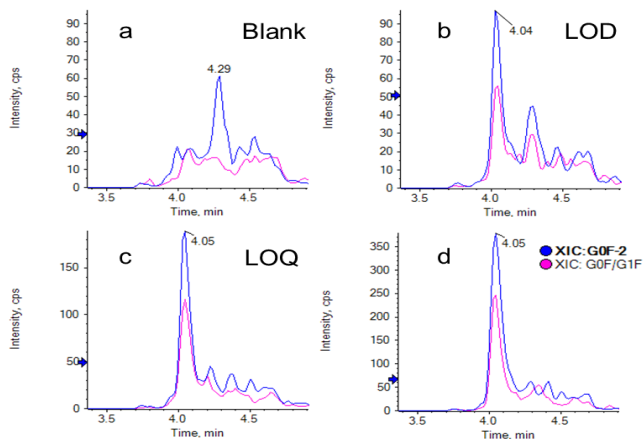 a
Blank
4.29
Intensity, cps
90
80
70
60
50
40
30
20
10
0
3.5
4.0
4.5
Time, min
b
LOD
4.04
Intensity, cps
90
80
70
60
50
40
30
20
10
0
3.5
4.0
4.5
Time, min
c
LOQ
4.05
Intensity, cps
150
100
50
0
3.5
4.0
4.5
Time, min
d
4.05
XIC: G0F-2
XIC: G0F/G1F
Intensity, cps
350
300
250
200
150
100
50
0
3.5
4.0
4.5
Time, min